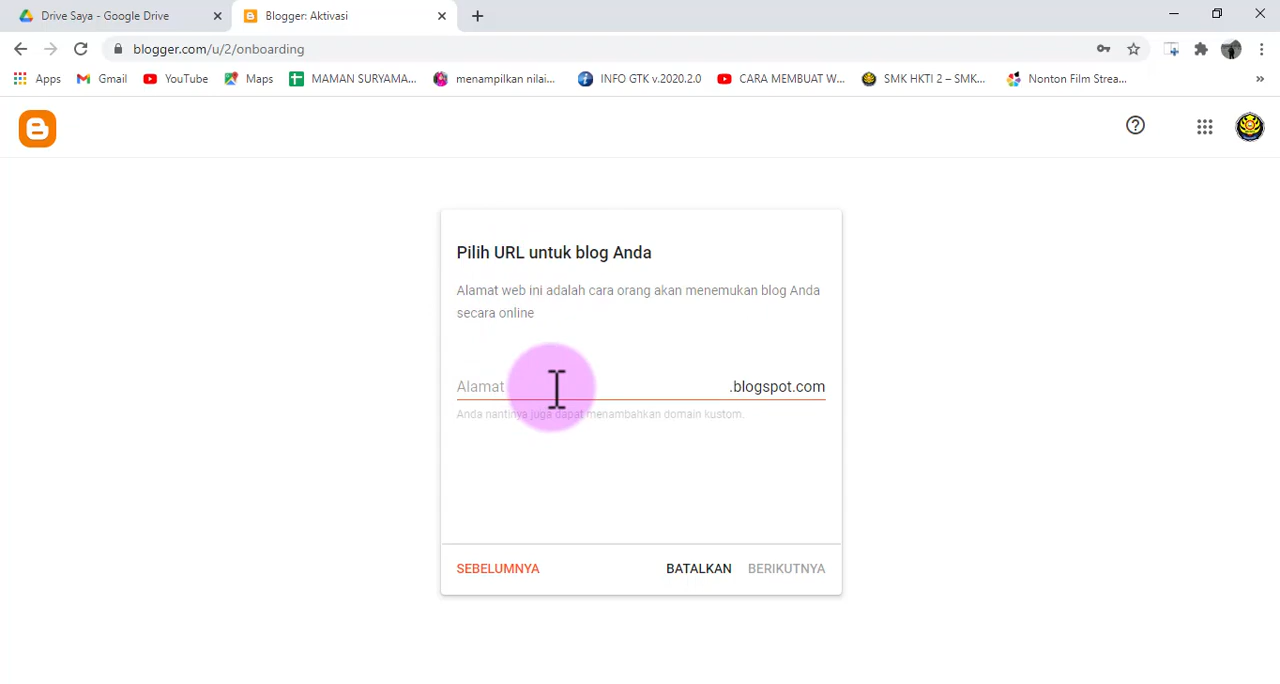 Drive Saya - Google Drive
Blogger: Aktivasi
blogger.com/u/2/onboarding
Apps
Gmail
YouTube
Maps
MAMAN SURYAMA...
menampilkan nilai...
INFO GTK v.2020.2.0
CARA MEMBUAT W...
SMK HKTI 2 – SMK...
Nonton Film Strea...
Pilih URL untuk blog Anda
Alamat web ini adalah cara orang akan menemukan blog Anda
secara online
Alamat
.blogspot.com
Anda nantinya juga dapat menambahkan domain kustom.
SEBELUMNYA
BATALKAN
BERIKUTNYA